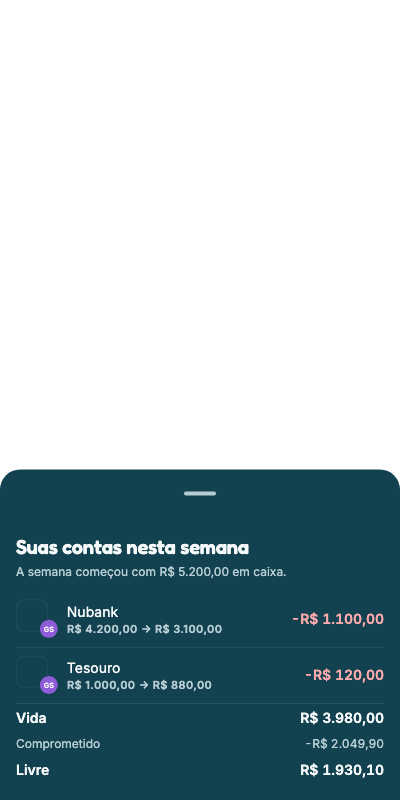 Suas contas nesta semana
A semana começou com R$ 5.200,00 em caixa.
Nubank
-R$ 1.100,00
GS
R$ 4.200,00 → R$ 3.100,00
Tesouro
-R$ 120,00
GS
R$ 1.000,00 → R$ 880,00
Vida R$ 3.980,00
Comprometido -R$ 2.049,90
Livre R$ 1.930,10